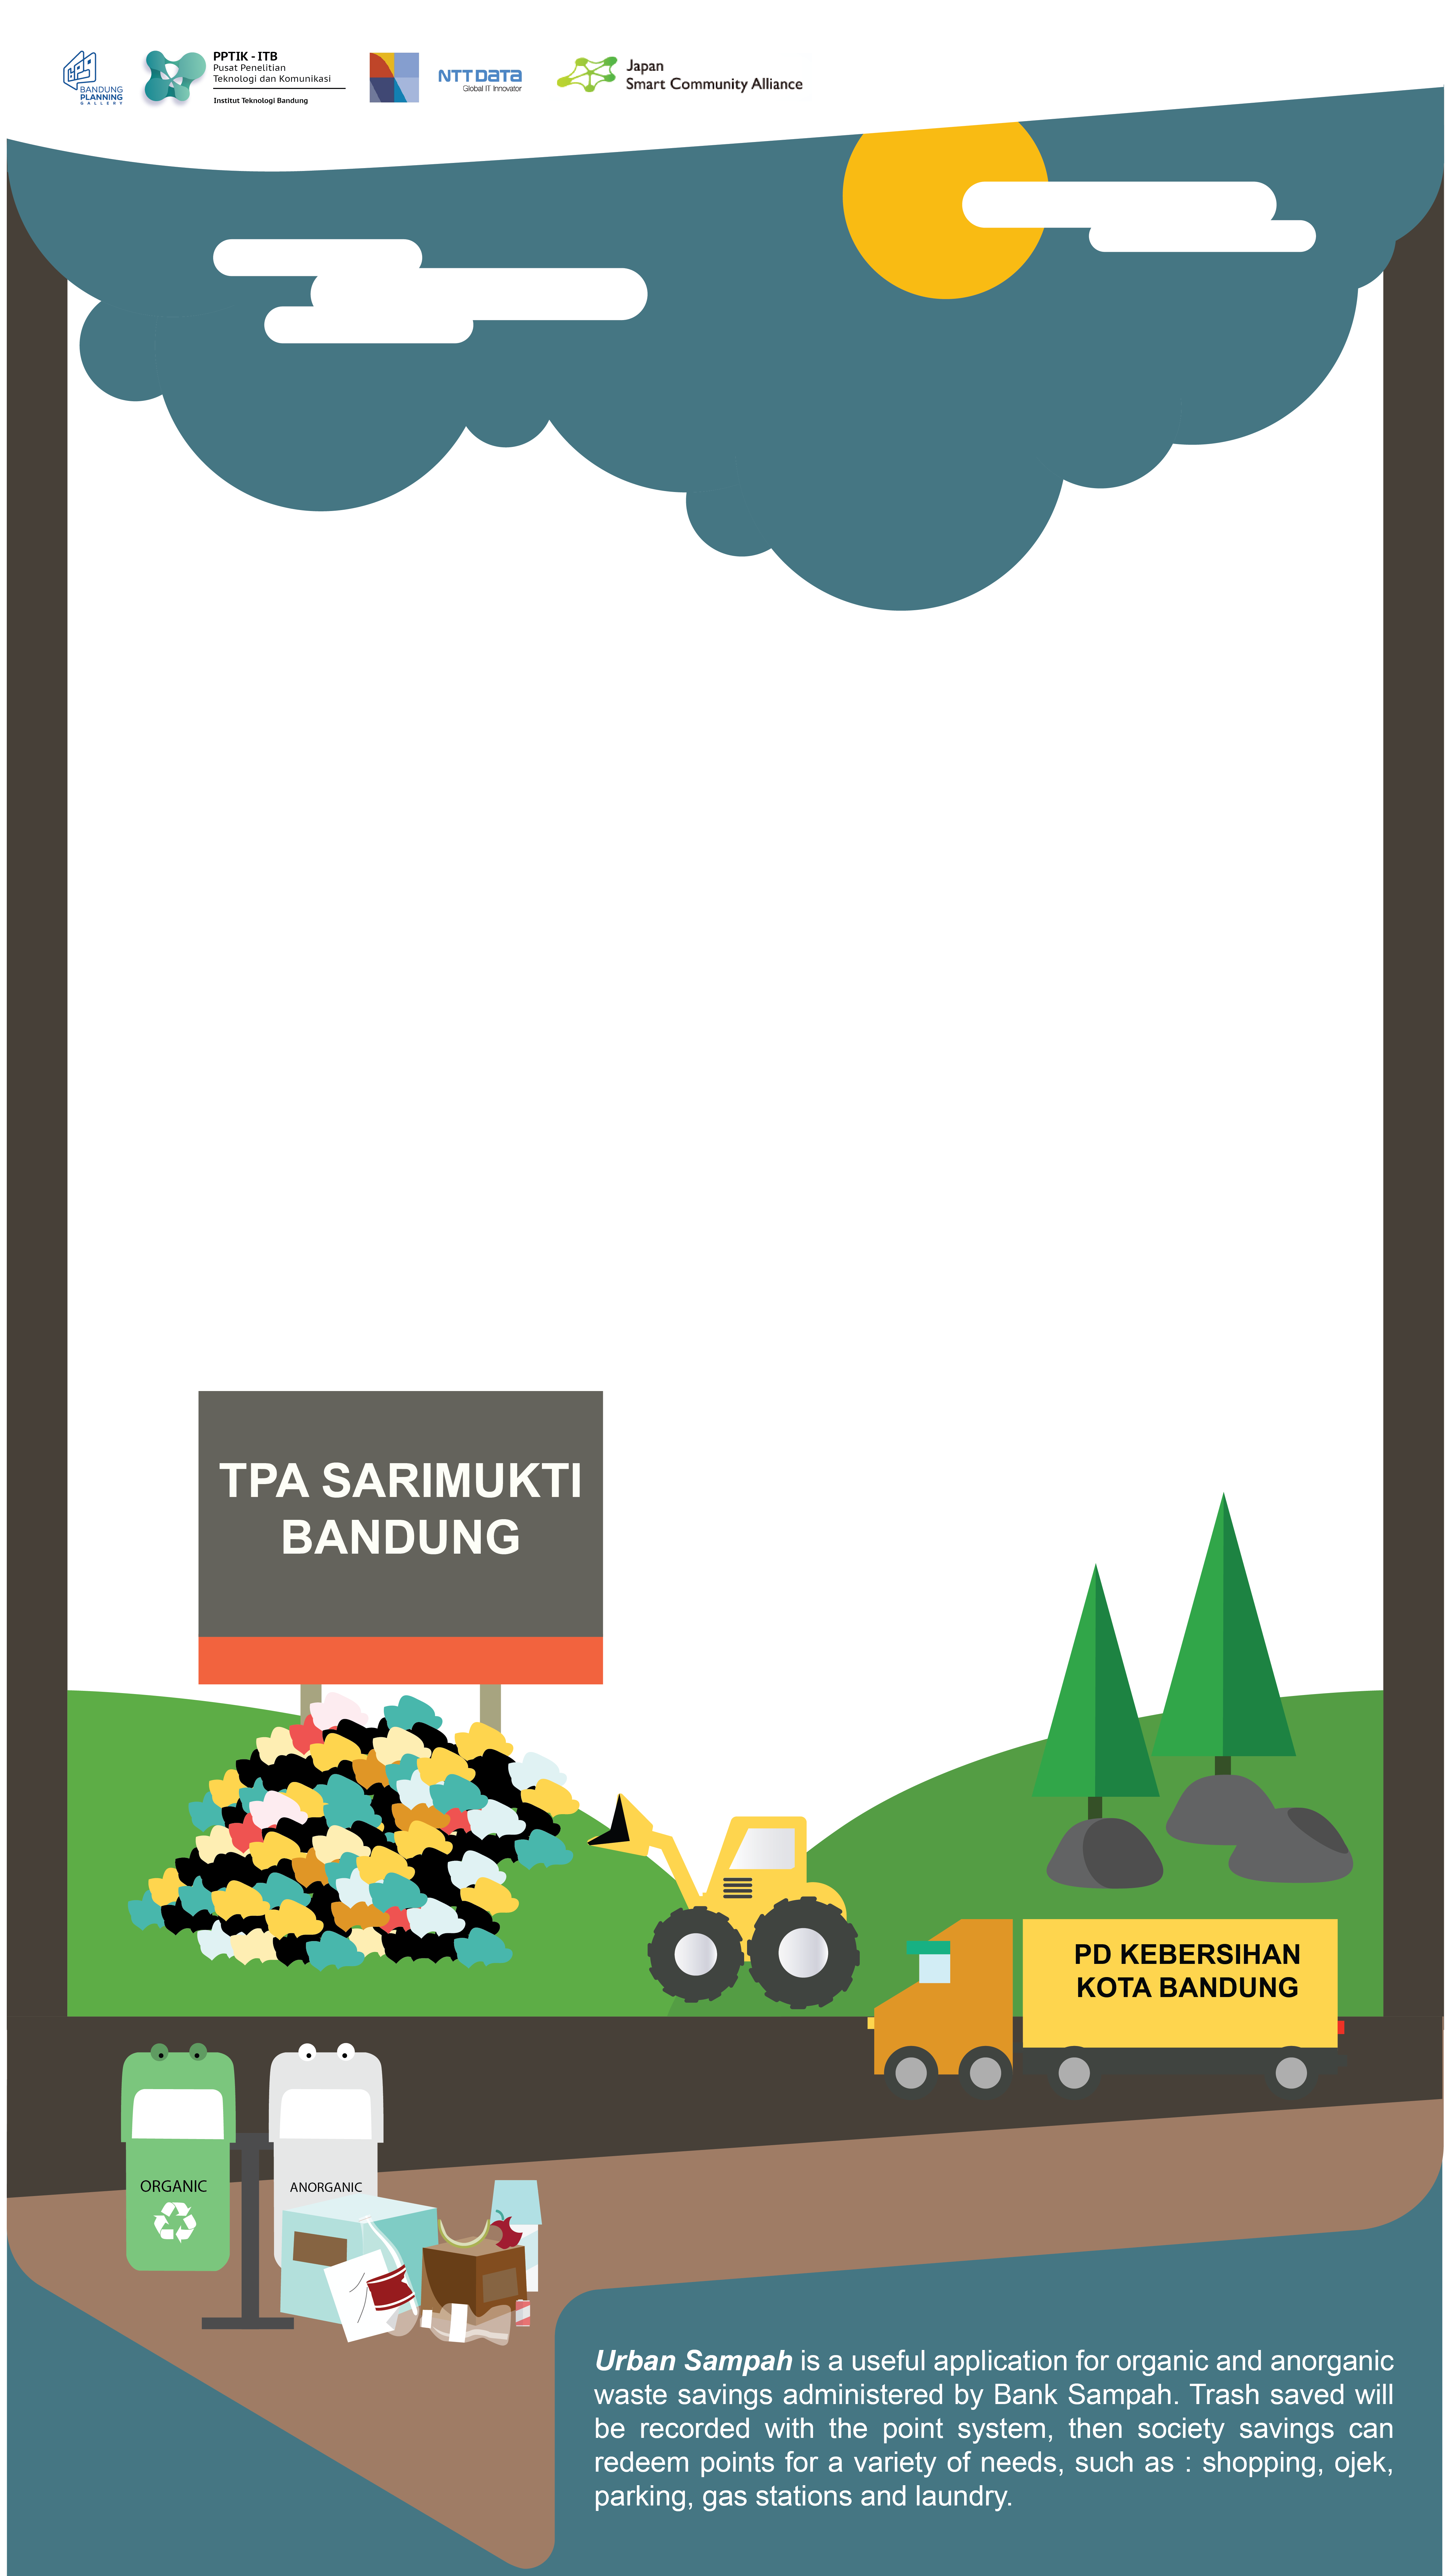 BANDUNG
PLANNING
GALLERY
PPTIK - ITB
Pusat Penelitian
Teknologi dan Komunikasi
Institut Teknologi Bandung
NTT DATA
Global IT Innovator
Japan
Smart Community Alliance
TPA SARIMUKTI
BANDUNG
PD KEBERSIHAN
KOTA BANDUNG
ORGANIC
ANORGANIC
Urban Sampah is a useful application for organic and anorganic
waste savings administered by Bank Sampah. Trash saved will
be recorded with the point system, then society savings can
redeem points for a variety of needs, such as : shopping, ojek,
parking, gas stations and laundry.